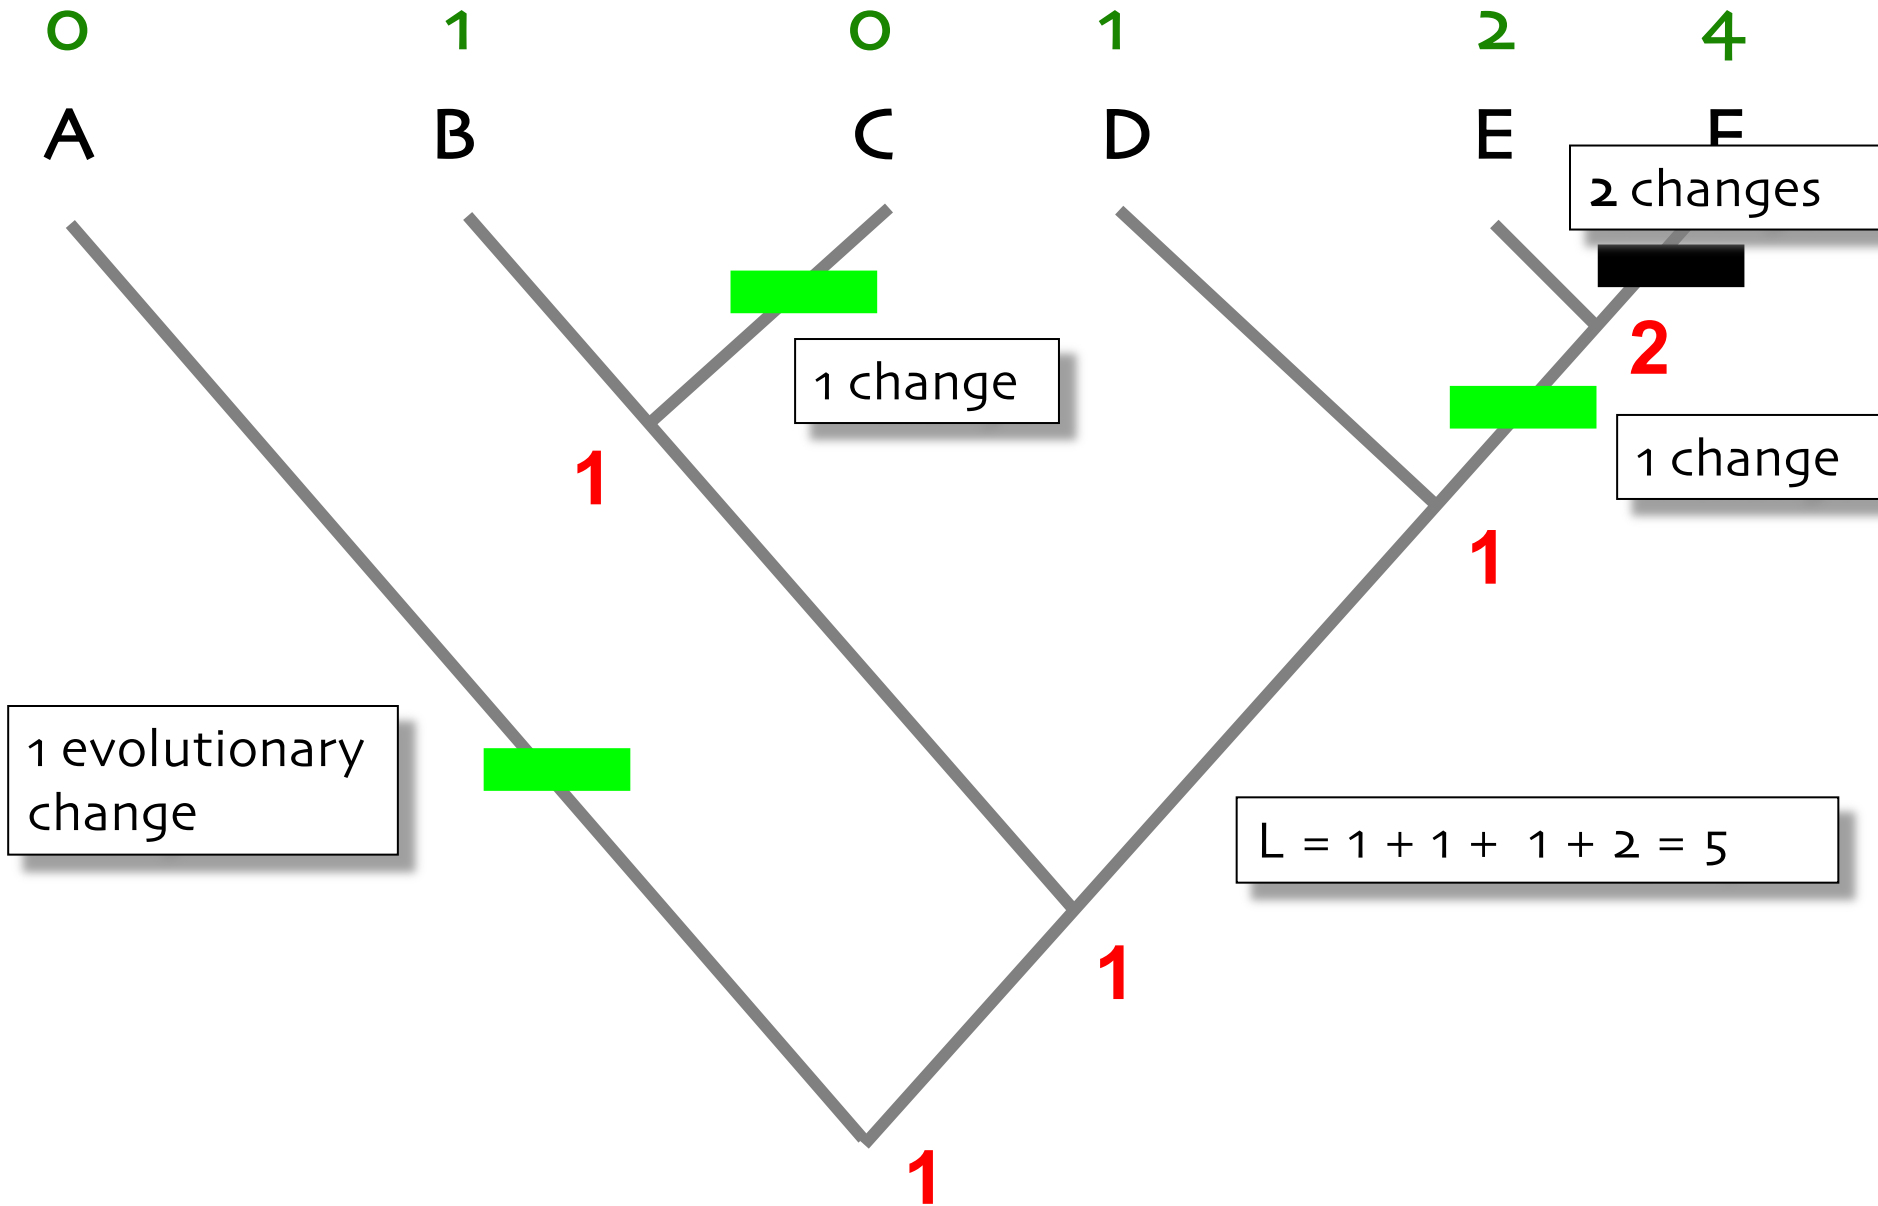 0 1 0 1 2 4
A B C D E F
2 changes
2
1 change
1 change
1
1
1 evolutionary
change
L = 1 + 1 + 1 + 2 = 5
1
1